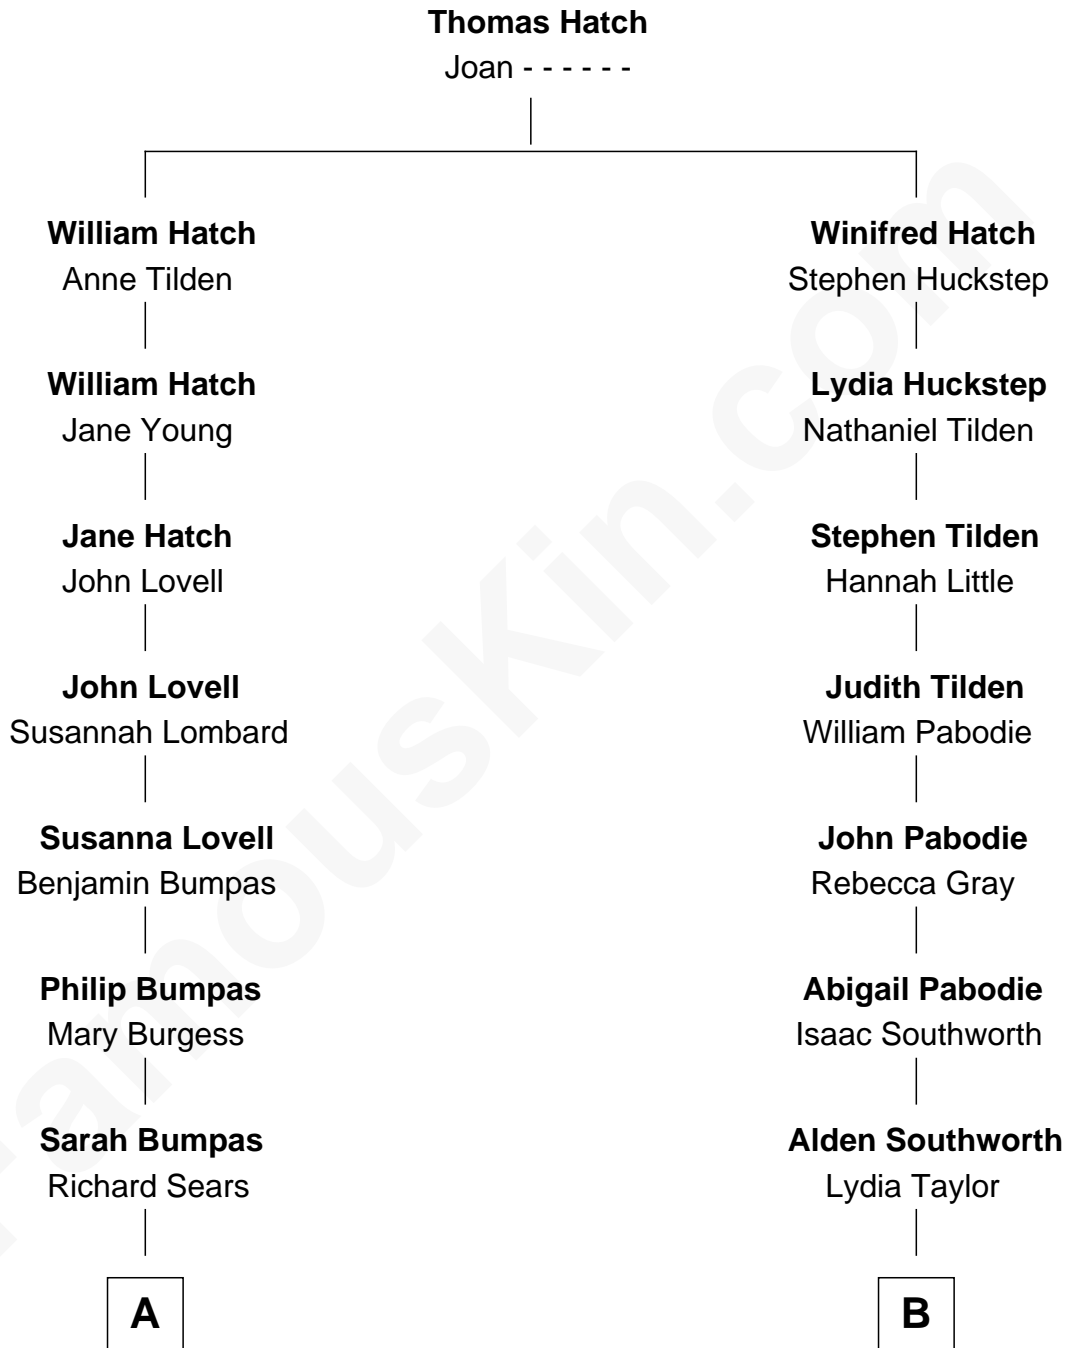 Thomas Hatch
Joan - - - - - -
William Hatch
Anne Tilden
Winifred Hatch
Stephen Huckstep
William Hatch
Jane Young
Lydia Huckstep
Nathaniel Tilden
Jane Hatch
John Lovell
Stephen Tilden
Hannah Little
John Lovell
Susannah Lombard
Judith Tilden
William Pabodie
Susanna Lovell
Benjamin Bumpas
John Pabodie
Rebecca Gray
Philip Bumpas
Mary Burgess
Abigail Pabodie
Isaac Southworth
Sarah Bumpas
Richard Sears
Alden Southworth
Lydia Taylor
A
B
FamousKin.com